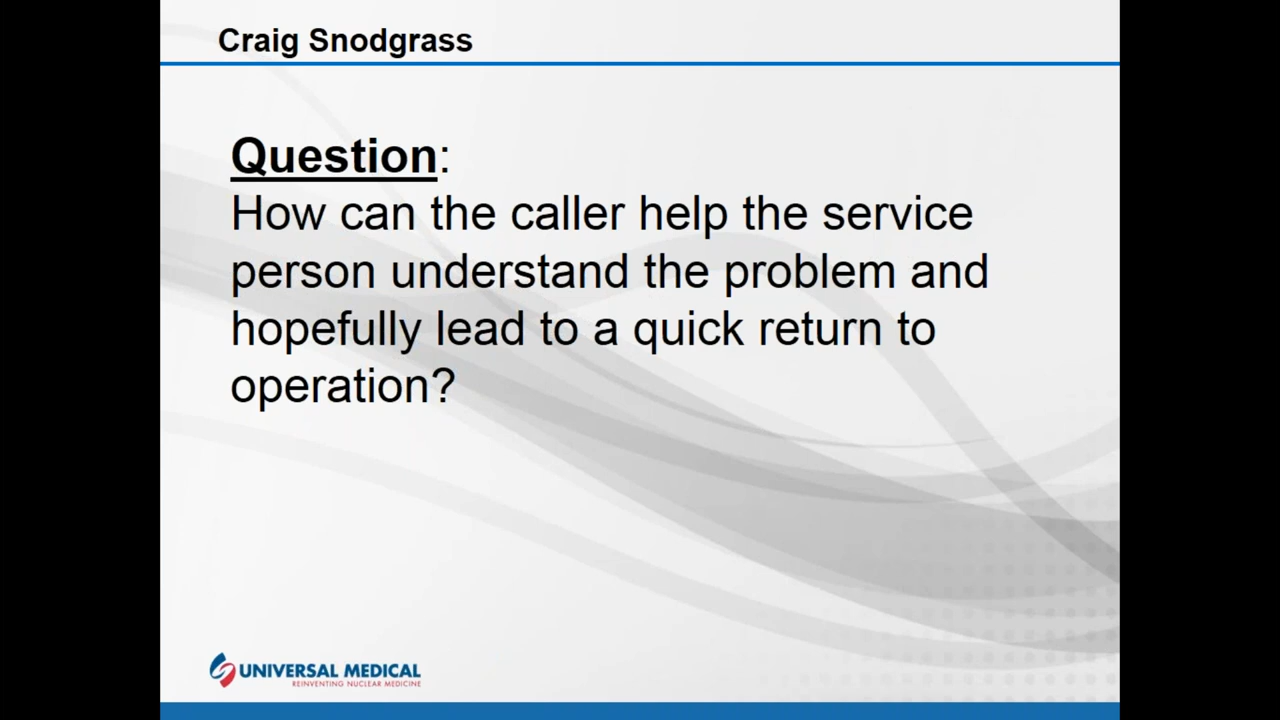 Craig Snodgrass
Question:
How can the caller help the service
person understand the problem and
hopefully lead to a quick return to
operation?
UNIVERSAL MEDICAL
REINVENTING NUCLEAR MEDICINE